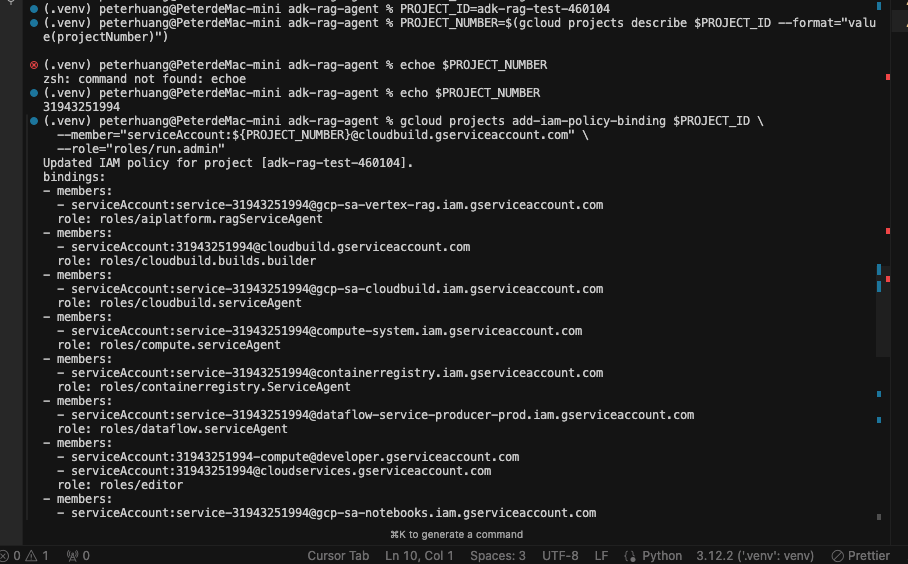 (.venv) peterhuang@PeterdeMac-mini adk-rag-agent % PROJECT_ID=adk-rag-test-460104
(.venv) peterhuang@PeterdeMac-mini adk-rag-agent % PROJECT_NUMBER=$(gcloud projects describe $PROJECT_ID --format="valu
e(projectNumber)")
(.venv) peterhuang@PeterdeMac-mini adk-rag-agent % echoe $PROJECT_NUMBER
zsh: command not found: echoe
(.venv) peterhuang@PeterdeMac-mini adk-rag-agent % echo $PROJECT_NUMBER
31943251994
(.venv) peterhuang@PeterdeMac-mini adk-rag-agent % gcloud projects add-iam-policy-binding $PROJECT_ID \
--member="serviceAccount:${PROJECT_NUMBER}@cloudbuild.gserviceaccount.com" \
--role="roles/run.admin"
Updated IAM policy for project [adk-rag-test-460104].
bindings:
- members:
- serviceAccount:service-31943251994@gcp-sa-vertex-rag.iam.gserviceaccount.com
role: roles/aiplatform.ragServiceAgent
- members:
- serviceAccount:31943251994@cloudbuild.gserviceaccount.com
role: roles/cloudbuild.builds.builder
- members:
- serviceAccount:service-31943251994@gcp-sa-cloudbuild.iam.gserviceaccount.com
role: roles/cloudbuild.serviceAgent
- members:
- serviceAccount:service-31943251994@compute-system.iam.gserviceaccount.com
role: roles/compute.serviceAgent
- members:
- serviceAccount:service-31943251994@containerregistry.iam.gserviceaccount.com
role: roles/containerregistry.ServiceAgent
- members:
- serviceAccount:service-31943251994@dataflow-service-producer-prod.iam.gserviceaccount.com
role: roles/dataflow.serviceAgent
- members:
- serviceAccount:31943251994-compute@developer.gserviceaccount.com
- serviceAccount:31943251994@cloudservices.gserviceaccount.com
role: roles/editor
- members:
- serviceAccount:service-31943251994@gcp-sa-notebooks.iam.gserviceaccount.com
⌘K to generate a command
0 1 0 Cursor Tab Ln 10, Col 1 Spaces: 3 UTF-8 LF Python 3.12.2 ('.venv': venv) Prettier